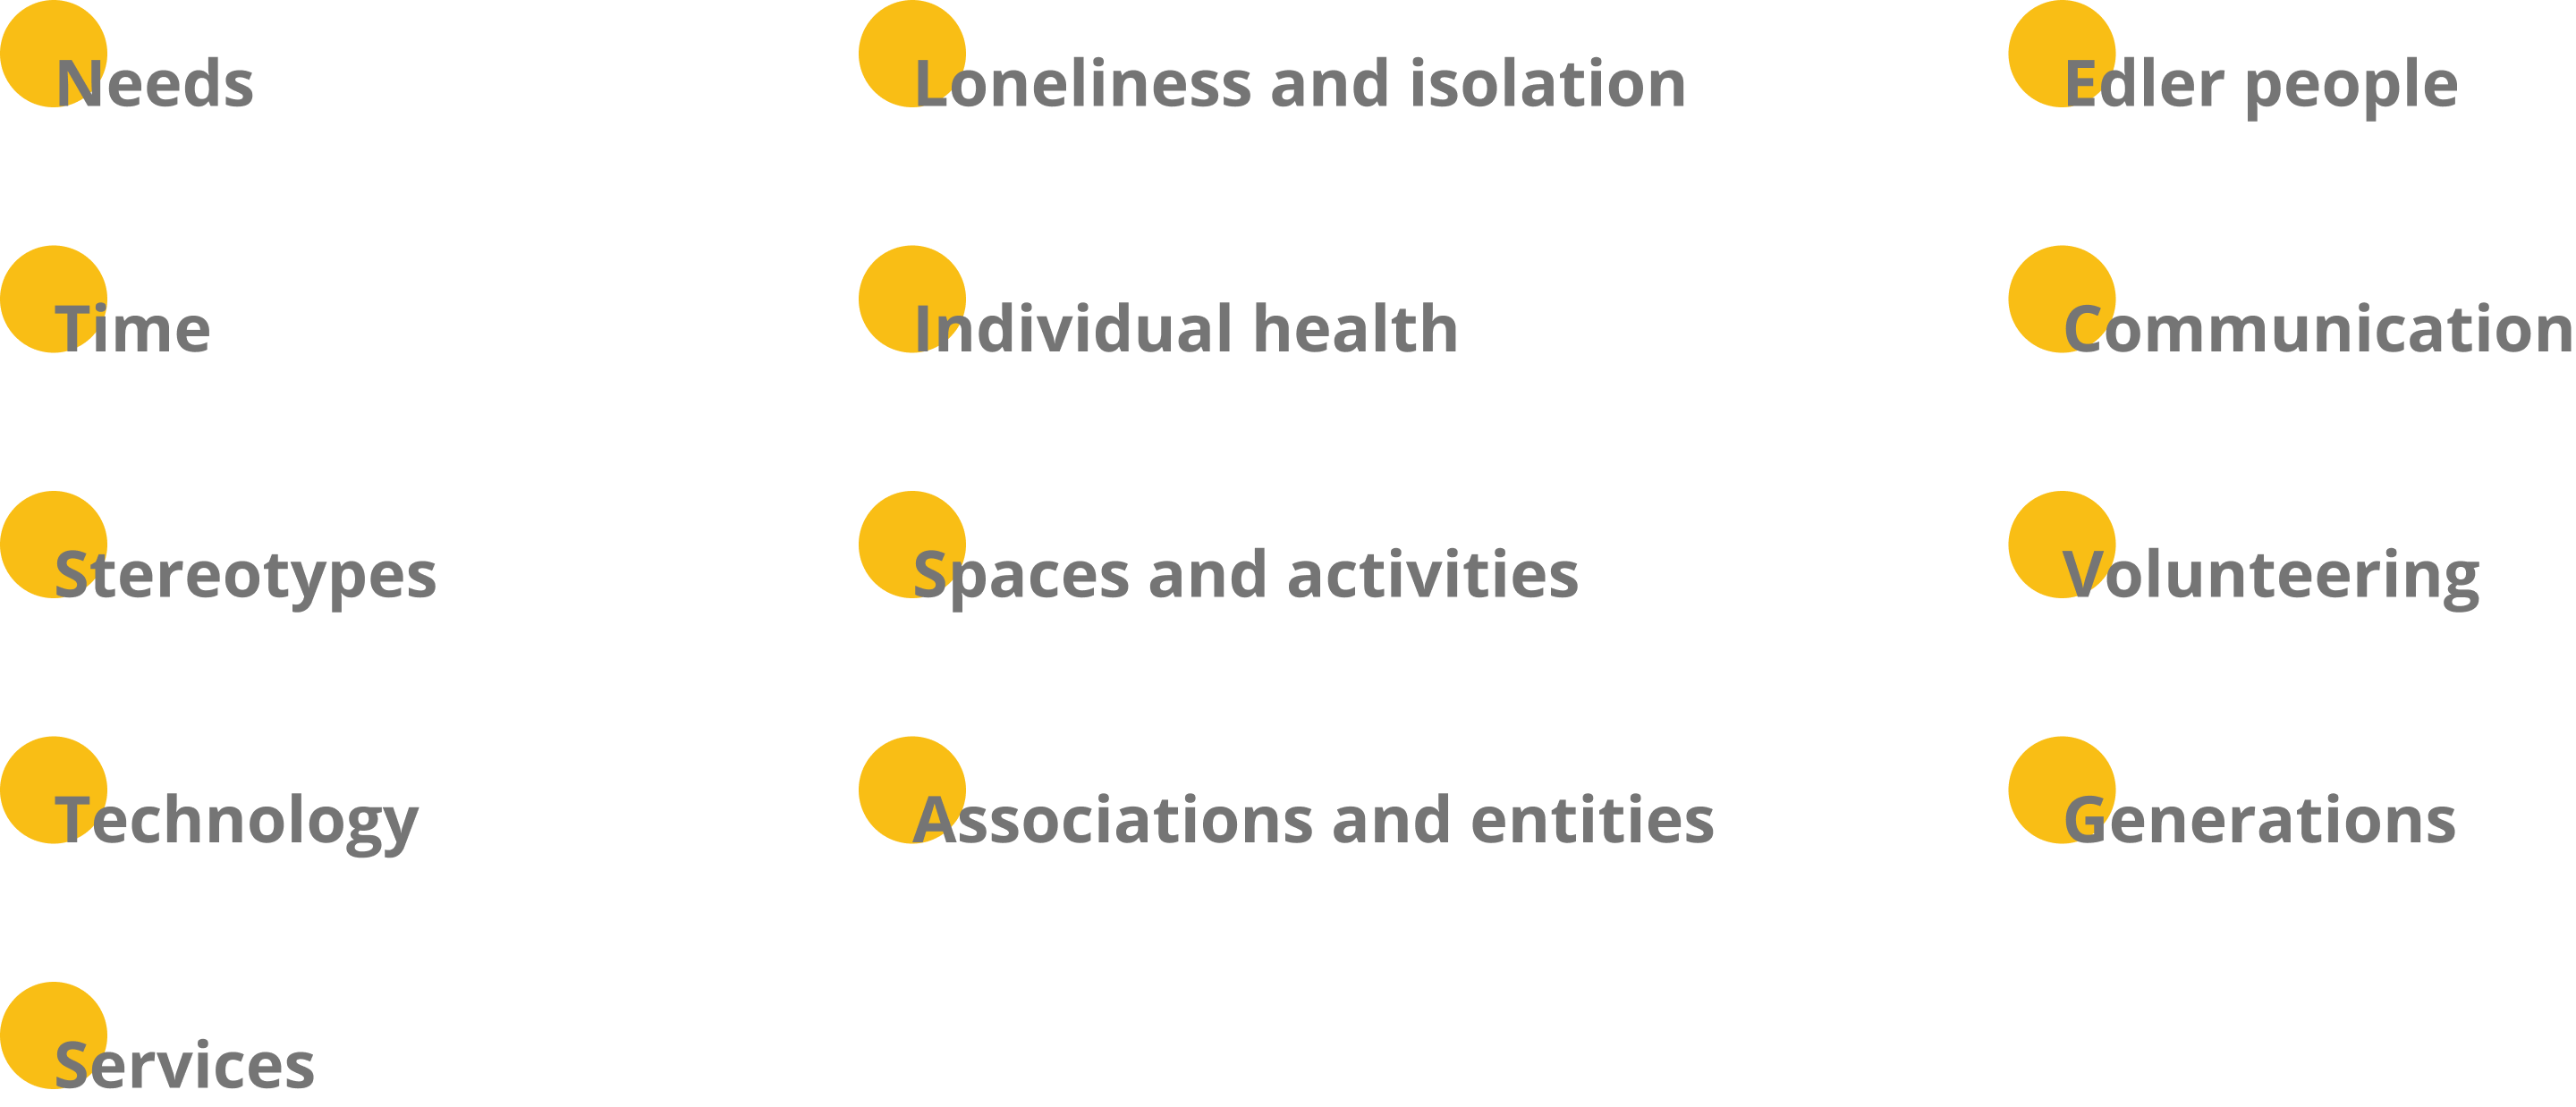 Needs
Loneliness and isolation
Edler people
Time
Individual health
Communication
Stereotypes
Spaces and activities
Volunteering
Technology
Associations and entities
Generations
Services